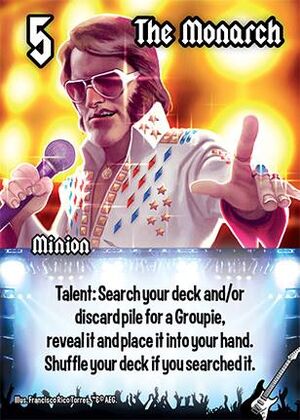 5
The Monarch
Minion
Talent: Search your deck and/or
discard pile for a Groupie,
reveal it and place it into your hand.
Shuffle your deck if you searched it.
Illus. Francisco Rico Torres, © AEG.